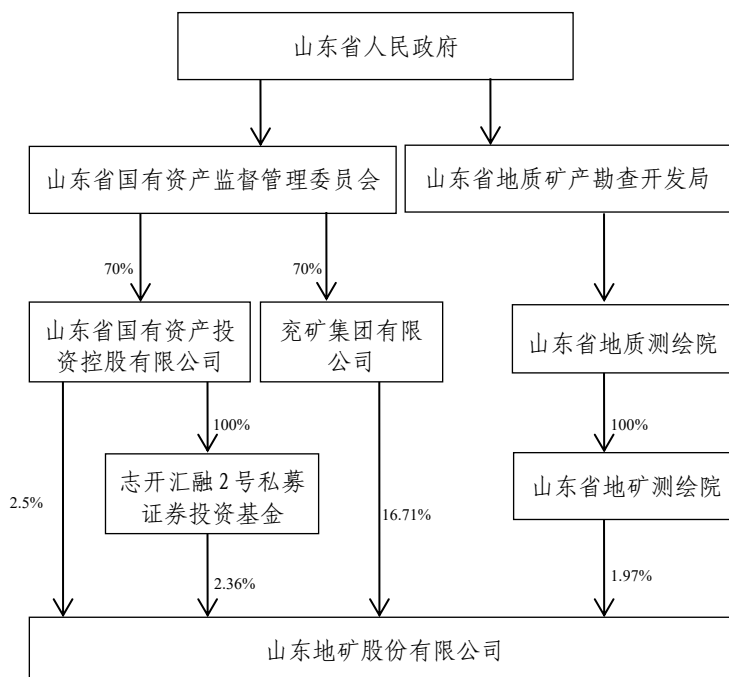 山东省人民政府
山东省国有资产监督管理委员会
山东省地质矿产勘查开发局
70%
70%
山东省国有资产投
资控股有限公司
兖矿集团有限
公司
山东省地质测绘院
100%
100%
志开汇融 2 号私募
证券投资基金
山东省地矿测绘院
2.5%
16.71%
2.36%
1.97%
山东地矿股份有限公司